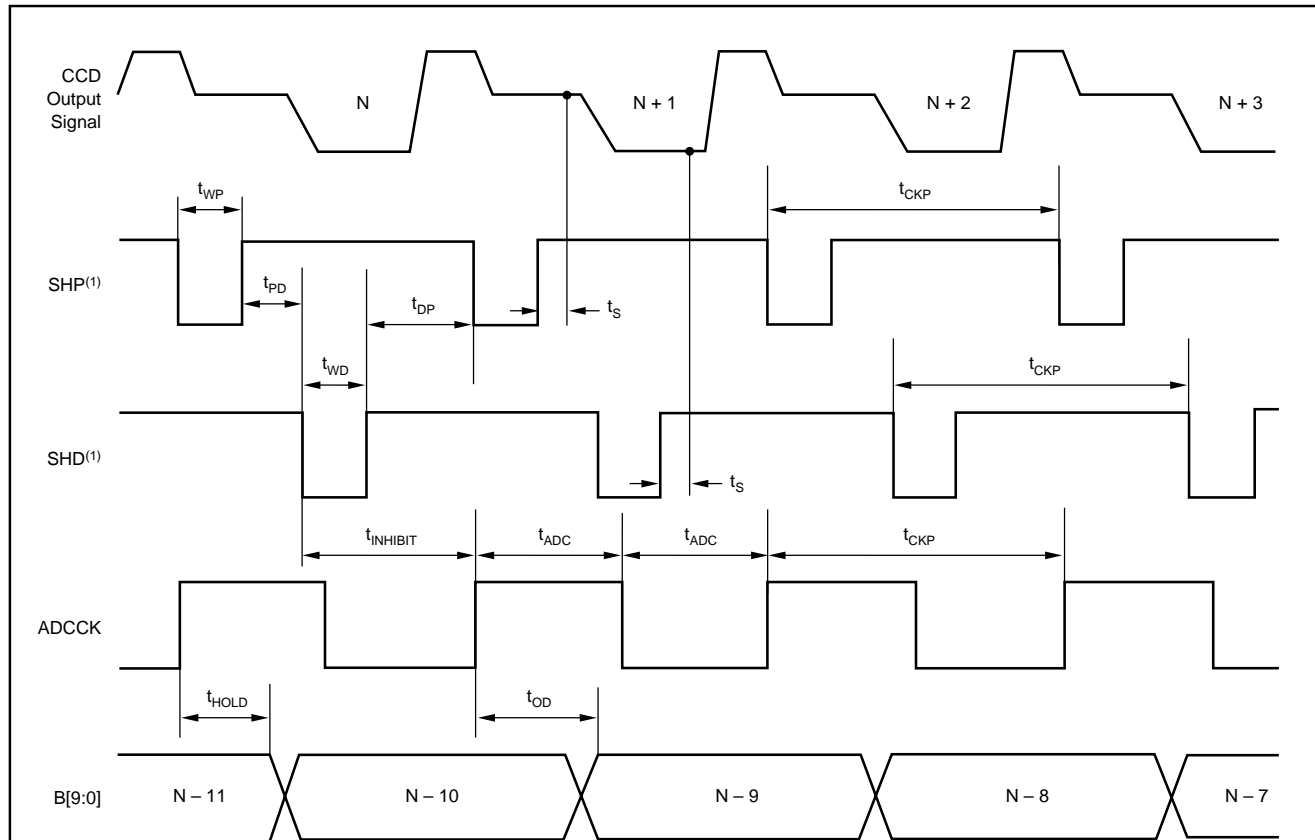 CCD
Output
Signal
N
N + 1
N + 2
N + 3
tWP
tCKP
SHP(1)
tPD
tDP
tS
tWD
tCKP
SHD(1)
tS
tINHIBIT
tADC
tADC
tCKP
ADCCK
tHOLD
tOD
B[9:0]
N – 11
N – 10
N – 9
N – 8
N – 7